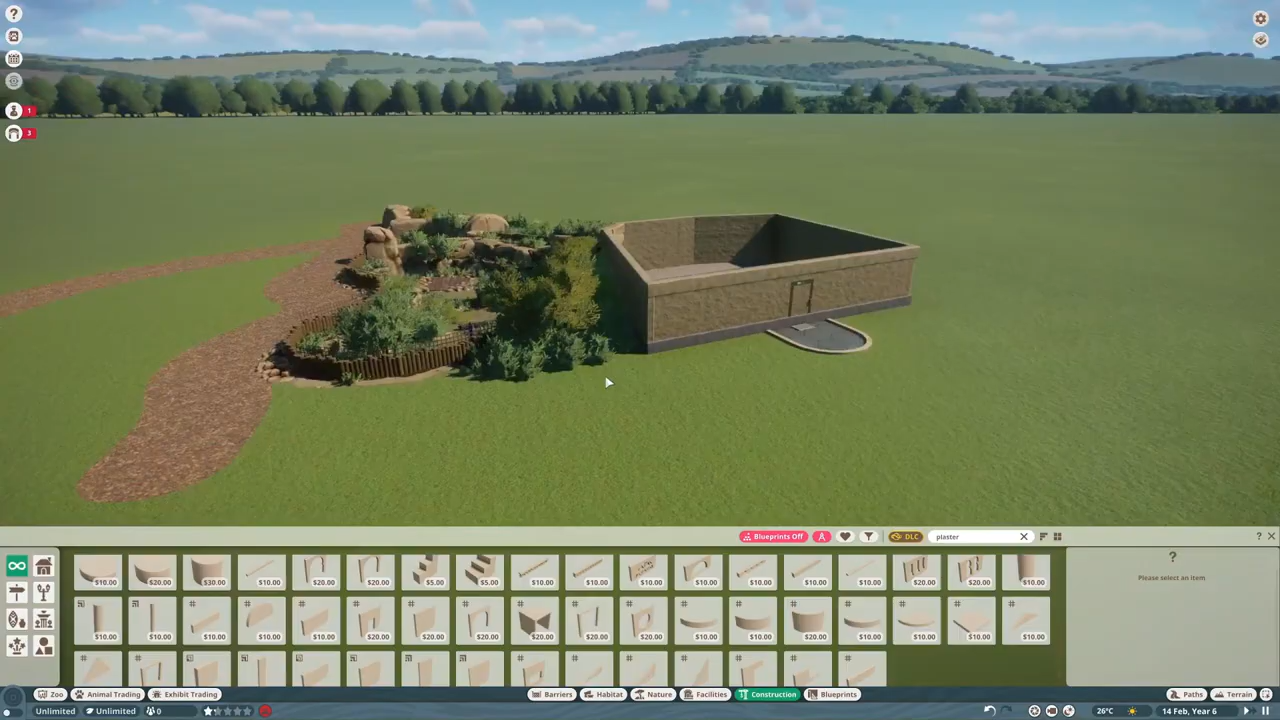 ?
1
3
Blueprints Off
DLC
plaster
?
$10.00 $20.00 $30.00 $10.00 $20.00 $20.00 $5.00 $5.00 $10.00 $10.00 $10.00 $10.00 $10.00 $10.00 $10.00 $20.00 $20.00 $10.00
$10.00 $10.00 $10.00 $10.00 $10.00 $20.00 $20.00 $20.00 $20.00 $20.00 $20.00 $10.00 $10.00 $20.00 $10.00 $10.00 $10.00 $10.00
?
Please select an item
Zoo Animal Trading Exhibit Trading Barriers Habitat Nature Facilities Construction Blueprints Paths Terrain
Unlimited Unlimited 0 26°C 14 Feb, Year 6